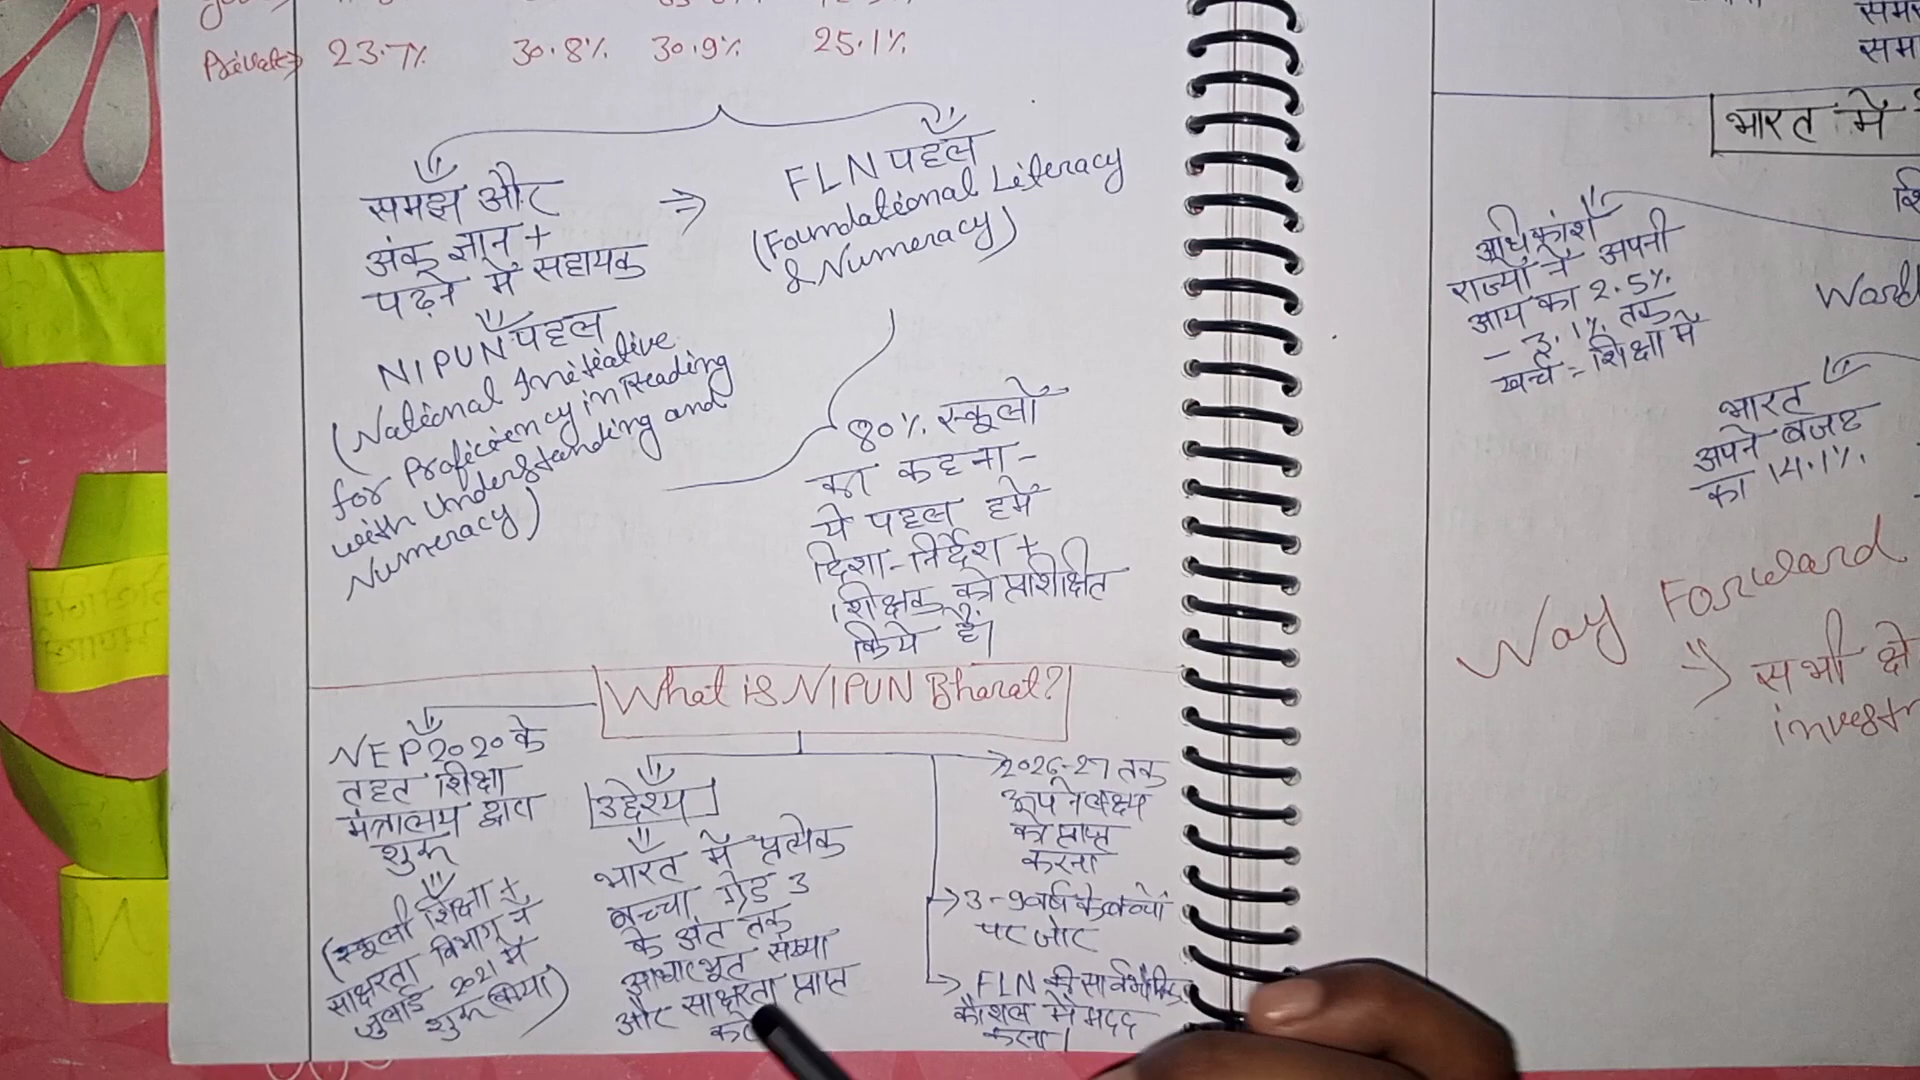 Private⇒ 23.7% 30.8% 30.9% 25.1%
समझ और
अंक ज्ञान +
पढ़ने में सहायक
⇒
FLN पहल
(Foundational Literacy
& Numeracy)
NIPUN पहल
(National Initiative
for Proficiency in Reading
with Understanding and
Numeracy)
80% स्कूलों
का कहना -
ये पहल हमें
दिशा-निर्देश +
शिक्षक को प्रशिक्षित
किये हैं।
What is NIPUN Bharat?
NEP 2020 के
तहत शिक्षा
मंत्रालय द्वारा
शुरू
(स्कूली शिक्षा +
साक्षरता विभाग ने
जुलाई 2021 में
शुरू किया)
उद्देश्य
भारत में प्रत्येक
बच्चा ग्रेड 3
के अंत तक
आधारभूत संख्या
और साक्षरता प्राप्त
2026-27 तक
अपने लक्ष्य
को प्राप्त
करना
→ 3-9 वर्ष के बच्चों
पर जोर
→ FLN की
कौशल में मदद
करना।
भारत में
अधिकांश
राज्यों ने अपनी
आय का 2.5%
- 3.1% तक
खर्च = शिक्षा में
भारत
अपने बजट
का 14.1%
Way Forward
⇒ सभी